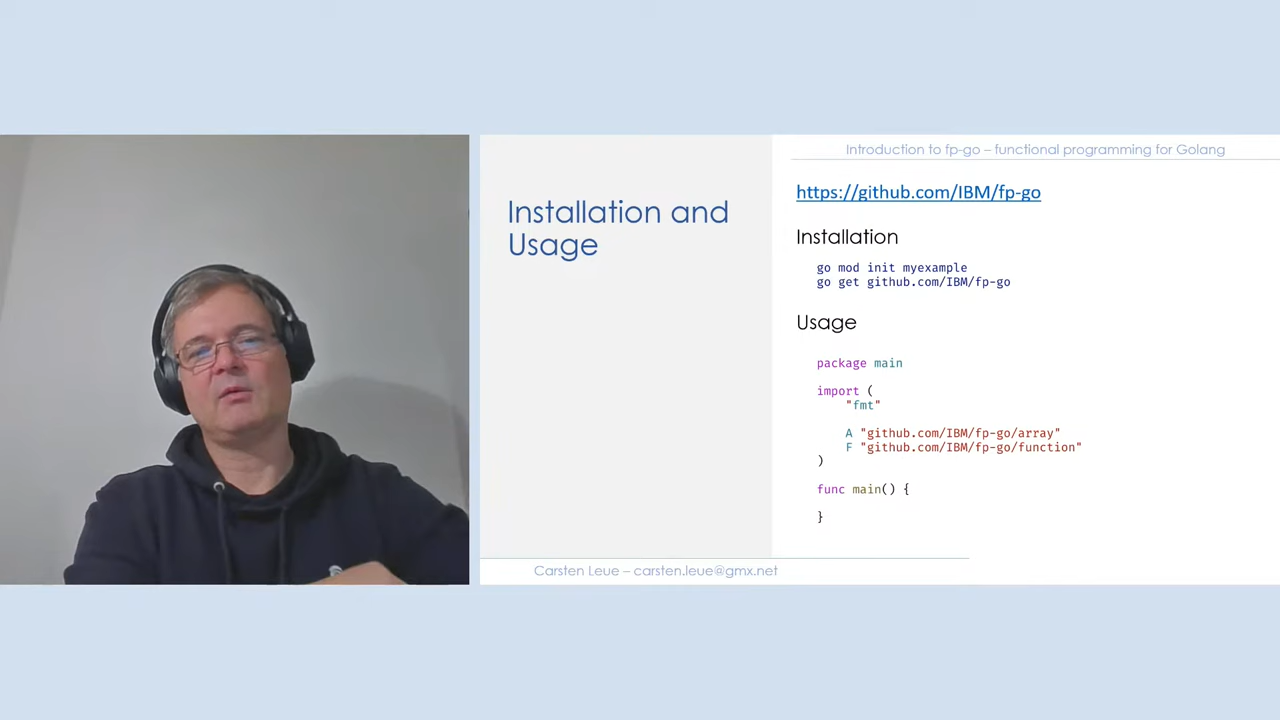 Introduction to fp-go – functional programming for Golang
Installation and
Usage
https://github.com/IBM/fp-go
Installation
go mod init myexample
go get github.com/IBM/fp-go
Usage
package main
import (
"fmt"
A "github.com/IBM/fp-go/array"
F "github.com/IBM/fp-go/function"
)
func main() {
}
Carsten Leue – carsten.leue@gmx.net